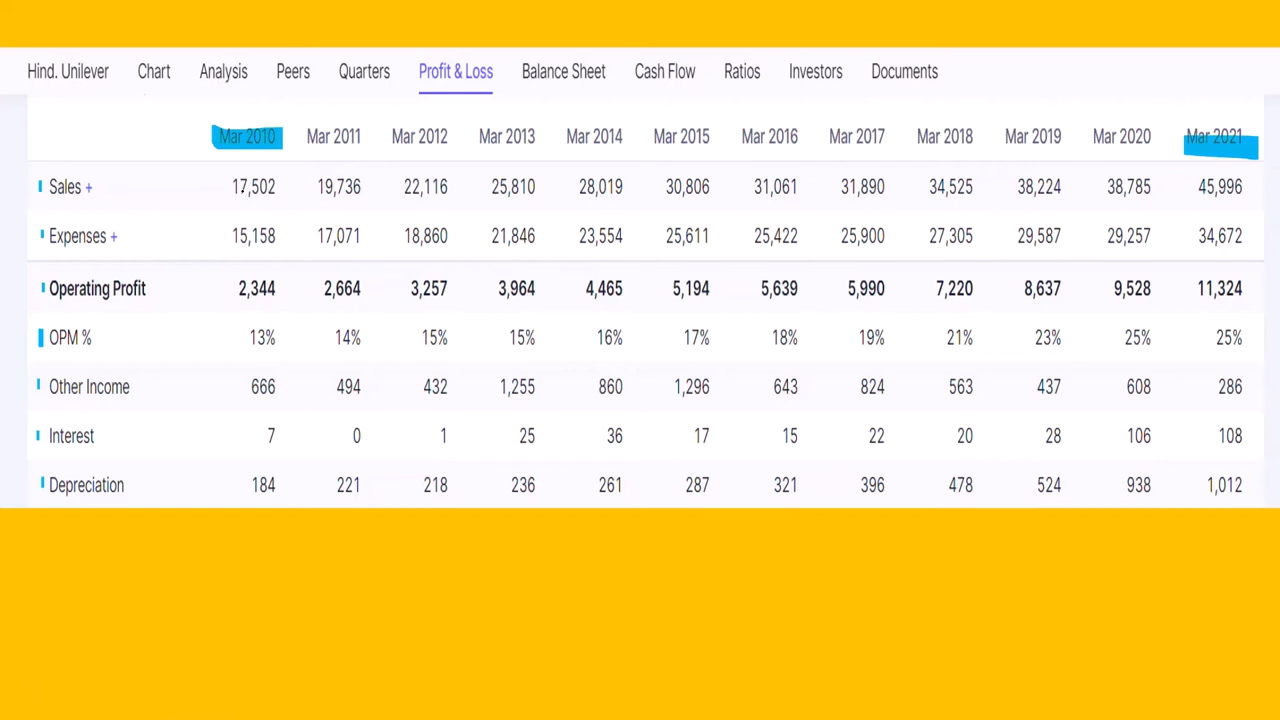 Hind. Unilever Chart Analysis Peers Quarters Profit & Loss Balance Sheet Cash Flow Ratios Investors Documents
Mar 2010 Mar 2011 Mar 2012 Mar 2013 Mar 2014 Mar 2015 Mar 2016 Mar 2017 Mar 2018 Mar 2019 Mar 2020 Mar 2021
Sales + 17,502 19,736 22,116 25,810 28,019 30,806 31,061 31,890 34,525 38,224 38,785 45,996
Expenses + 15,158 17,071 18,860 21,846 23,554 25,611 25,422 25,900 27,305 29,587 29,257 34,672
Operating Profit 2,344 2,664 3,257 3,964 4,465 5,194 5,639 5,990 7,220 8,637 9,528 11,324
OPM % 13% 14% 15% 15% 16% 17% 18% 19% 21% 23% 25% 25%
Other Income 666 494 432 1,255 860 1,296 643 824 563 437 608 286
Interest 7 0 1 25 36 17 15 22 20 28 106 108
Depreciation 184 221 218 236 261 287 321 396 478 524 938 1,012